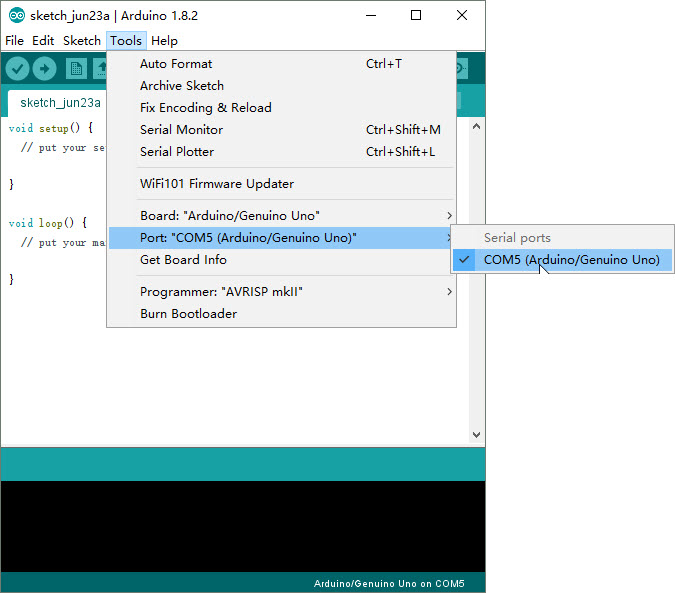 sketch_jun23a | Arduino 1.8.2
File Edit Sketch Tools Help
sketch_jun23a
void setup() {
// put your se
}
void loop() {
// put your mai
}
Auto Format Ctrl+T
Archive Sketch
Fix Encoding & Reload
Serial Monitor Ctrl+Shift+M
Serial Plotter Ctrl+Shift+L
WiFi101 Firmware Updater
Board: "Arduino/Genuino Uno"
Port: "COM5 (Arduino/Genuino Uno)"
Get Board Info
Programmer: "AVRISP mkII"
Burn Bootloader
Serial ports
COM5 (Arduino/Genuino Uno)
Arduino/Genuino Uno on COM5